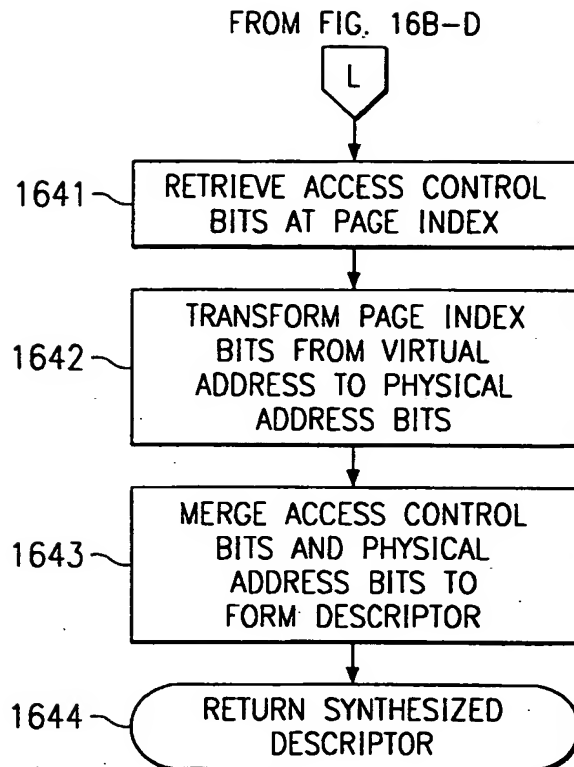 FROM FIG. 16B-D
L
1641
RETRIEVE ACCESS CONTROL
BITS AT PAGE INDEX
1642
TRANSFORM PAGE INDEX
BITS FROM VIRTUAL
ADDRESS TO PHYSICAL
ADDRESS BITS
1643
MERGE ACCESS CONTROL
BITS AND PHYSICAL
ADDRESS BITS TO
FORM DESCRIPTOR
1644
RETURN SYNTHESIZED
DESCRIPTOR